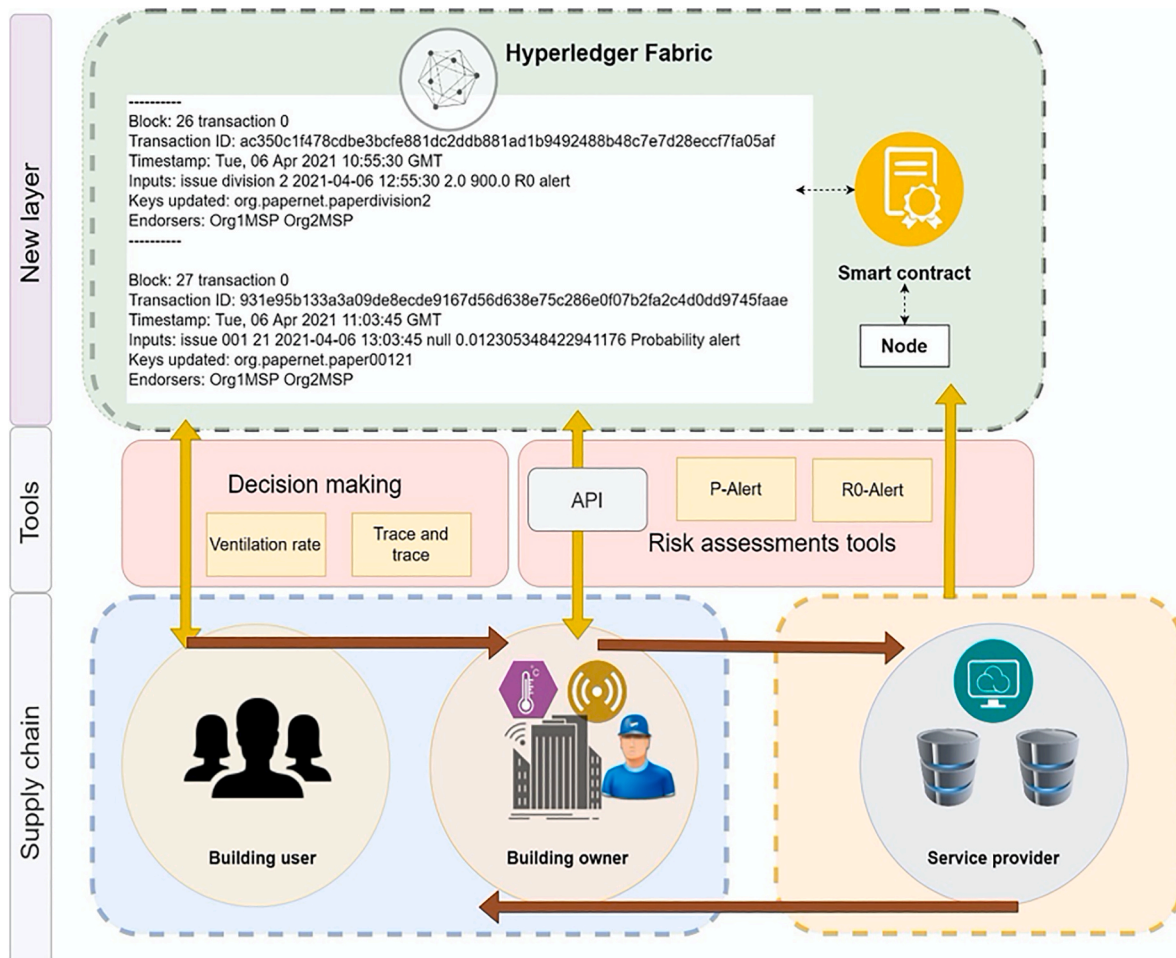 New layer
Hyperledger Fabric
----------
Block: 26 transaction 0
Transaction ID: ac350c1f478cdbe3bcfe881dc2ddb881ad1b9492488b48c7e7d28eccf7fa05af
Timestamp: Tue, 06 Apr 2021 10:55:30 GMT
Inputs: issue division 2 2021-04-06 12:55:30 2.0 900.0 R0 alert
Keys updated: org.papernet.paperdivision2
Endorsers: Org1MSP Org2MSP
----------
Block: 27 transaction 0
Transaction ID: 931e95b133a3a09de8ecde9167d56d638e75c286e0f07b2fa2c4d0dd9745faae
Timestamp: Tue, 06 Apr 2021 11:03:45 GMT
Inputs: issue 001 21 2021-04-06 13:03:45 null 0.012305348422941176 Probability alert
Keys updated: org.papernet.paper00121
Endorsers: Org1MSP Org2MSP
Smart contract
Node
Tools
Decision making
Ventilation rate
Trace and
trace
API
P-Alert
R0-Alert
Risk assessments tools
Supply chain
°C
Building user
Building owner
Service provider